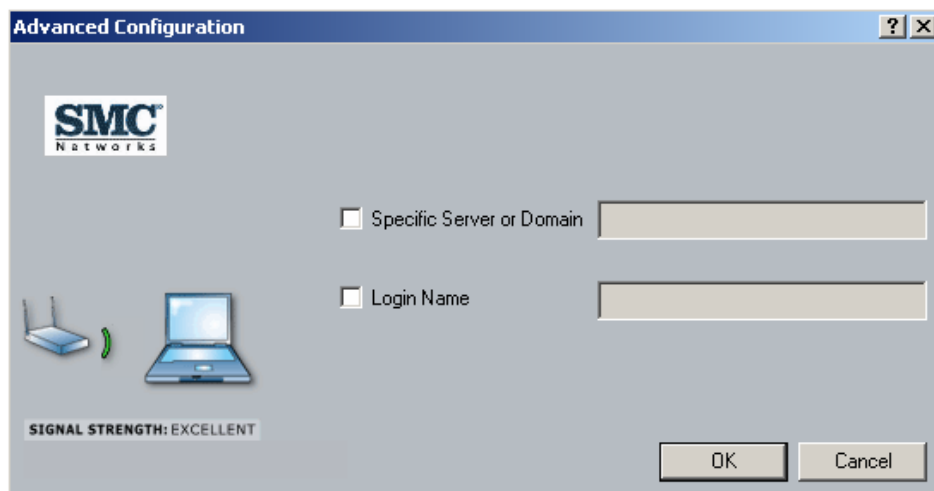 Advanced Configuration
SMC
Networks
Specific Server or Domain
Login Name
SIGNAL STRENGTH: EXCELLENT
OK
Cancel